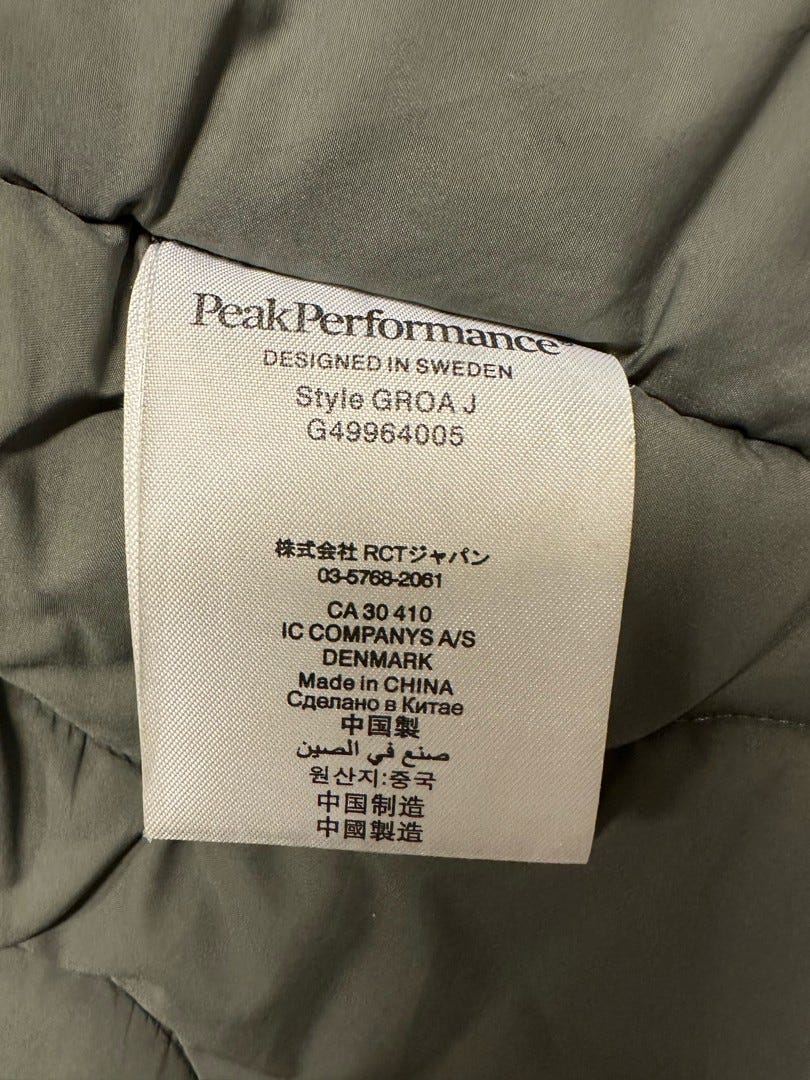 PeakPerformance
DESIGNED IN SWEDEN
Style GROA J
G49964005
株式会社 RCTジャパン
03-5768-2061
CA 30 410
IC COMPANYS A/S
DENMARK
Made in CHINA
Сделано в Китае
中国製
صنع في الصين
원산지:중국
中国制造
中國製造